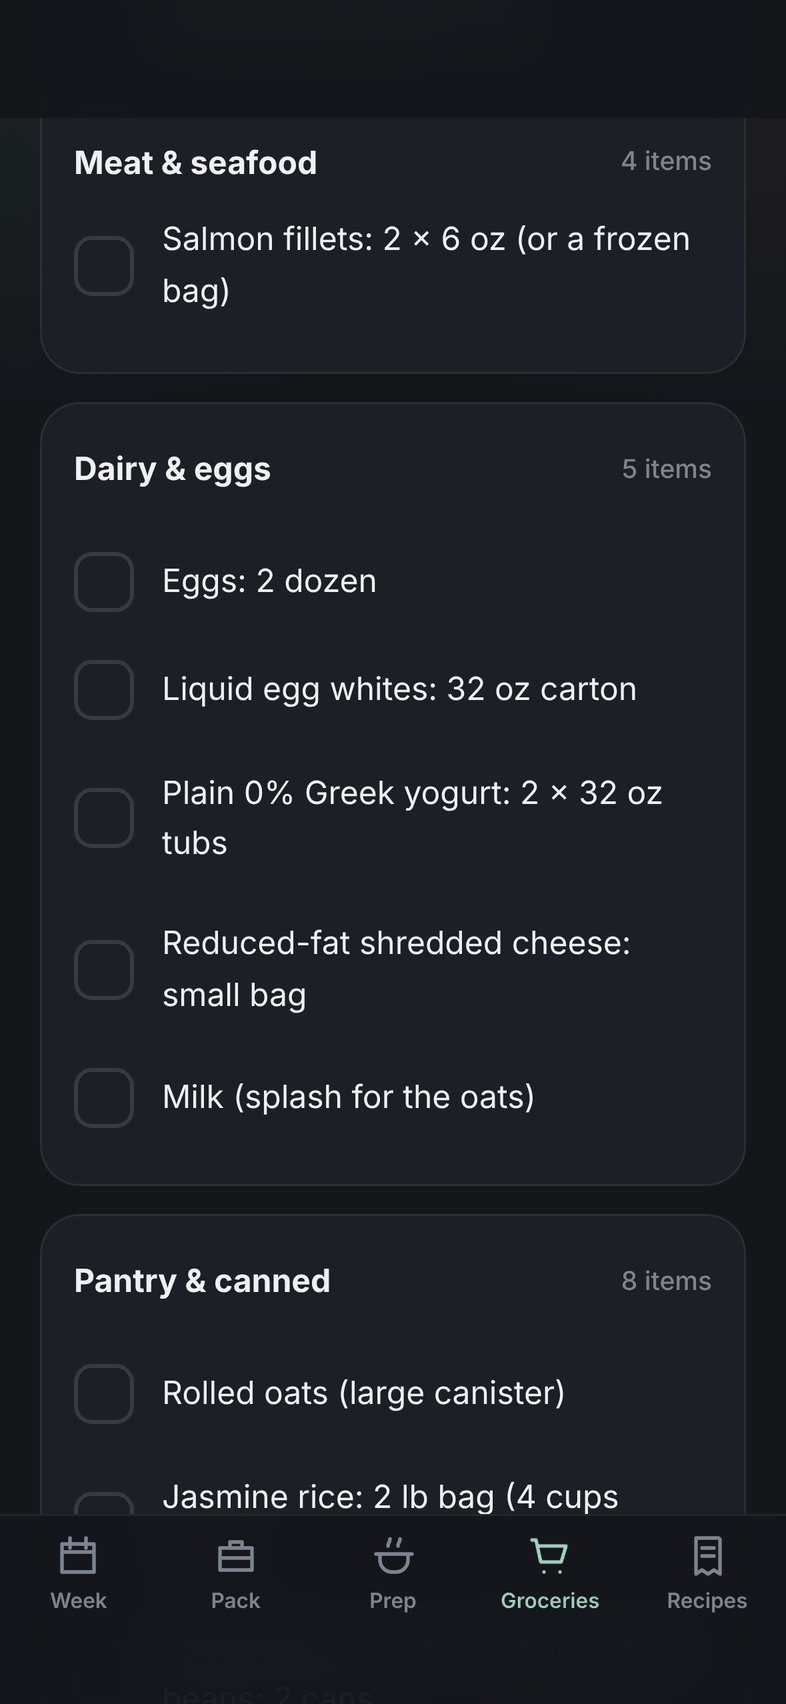 Meat & seafood
4 items
Salmon fillets: 2 × 6 oz (or a frozen
bag)
Dairy & eggs
5 items
Eggs: 2 dozen
Liquid egg whites: 32 oz carton
Plain 0% Greek yogurt: 2 × 32 oz
tubs
Reduced-fat shredded cheese:
small bag
Milk (splash for the oats)
Pantry & canned
8 items
Rolled oats (large canister)
Jasmine rice: 2 lb bag (4 cups
Week
Pack
Prep
Groceries
Recipes
beans: 2 cans